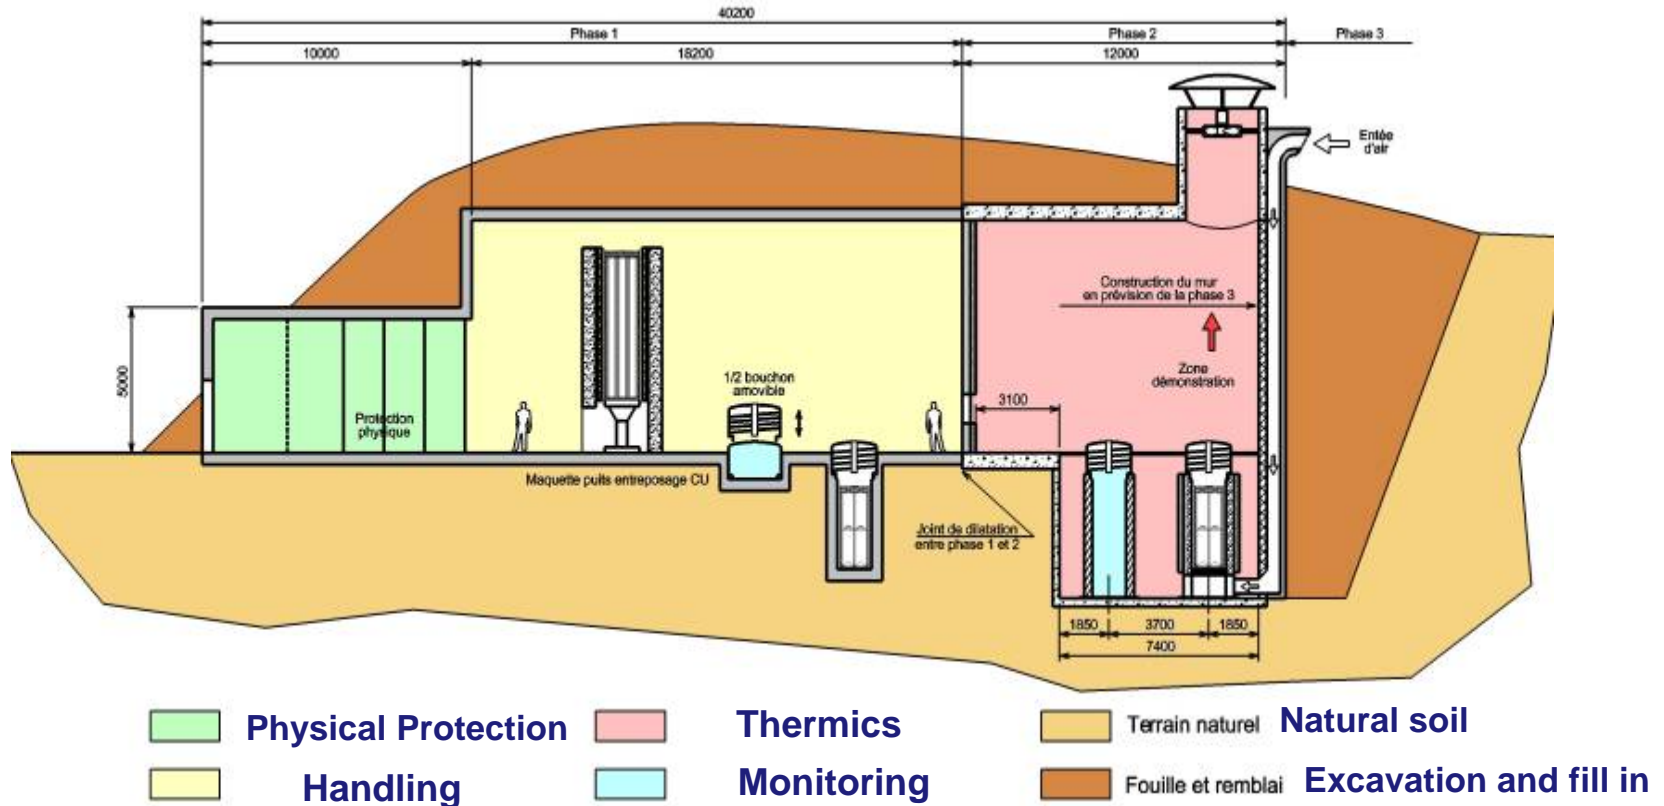 40200
Phase 1
Phase 2
Phase 3
10000
18200
12000
Entée
d'air
Construction du mur
en prévision de la phase 3
Zone
démonstration
5000
1/2 bouchon
amovible
3100
Protection
physique
Maquette puits entreposage CU
Joint de dilatation
entre phase 1 et 2
1850
3700
1850
7400
Physical Protection
Thermics
Terrain naturel
Natural soil
Handling
Monitoring
Fouille et remblai
Excavation and fill in